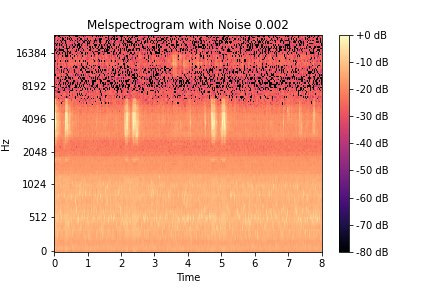 Melspectrogram with Noise 0.002
Hz
16384
8192
4096
2048
1024
512
0
0 1 2 3 4 5 6 7 8
Time
+0 dB
-10 dB
-20 dB
-30 dB
-40 dB
-50 dB
-60 dB
-70 dB
-80 dB